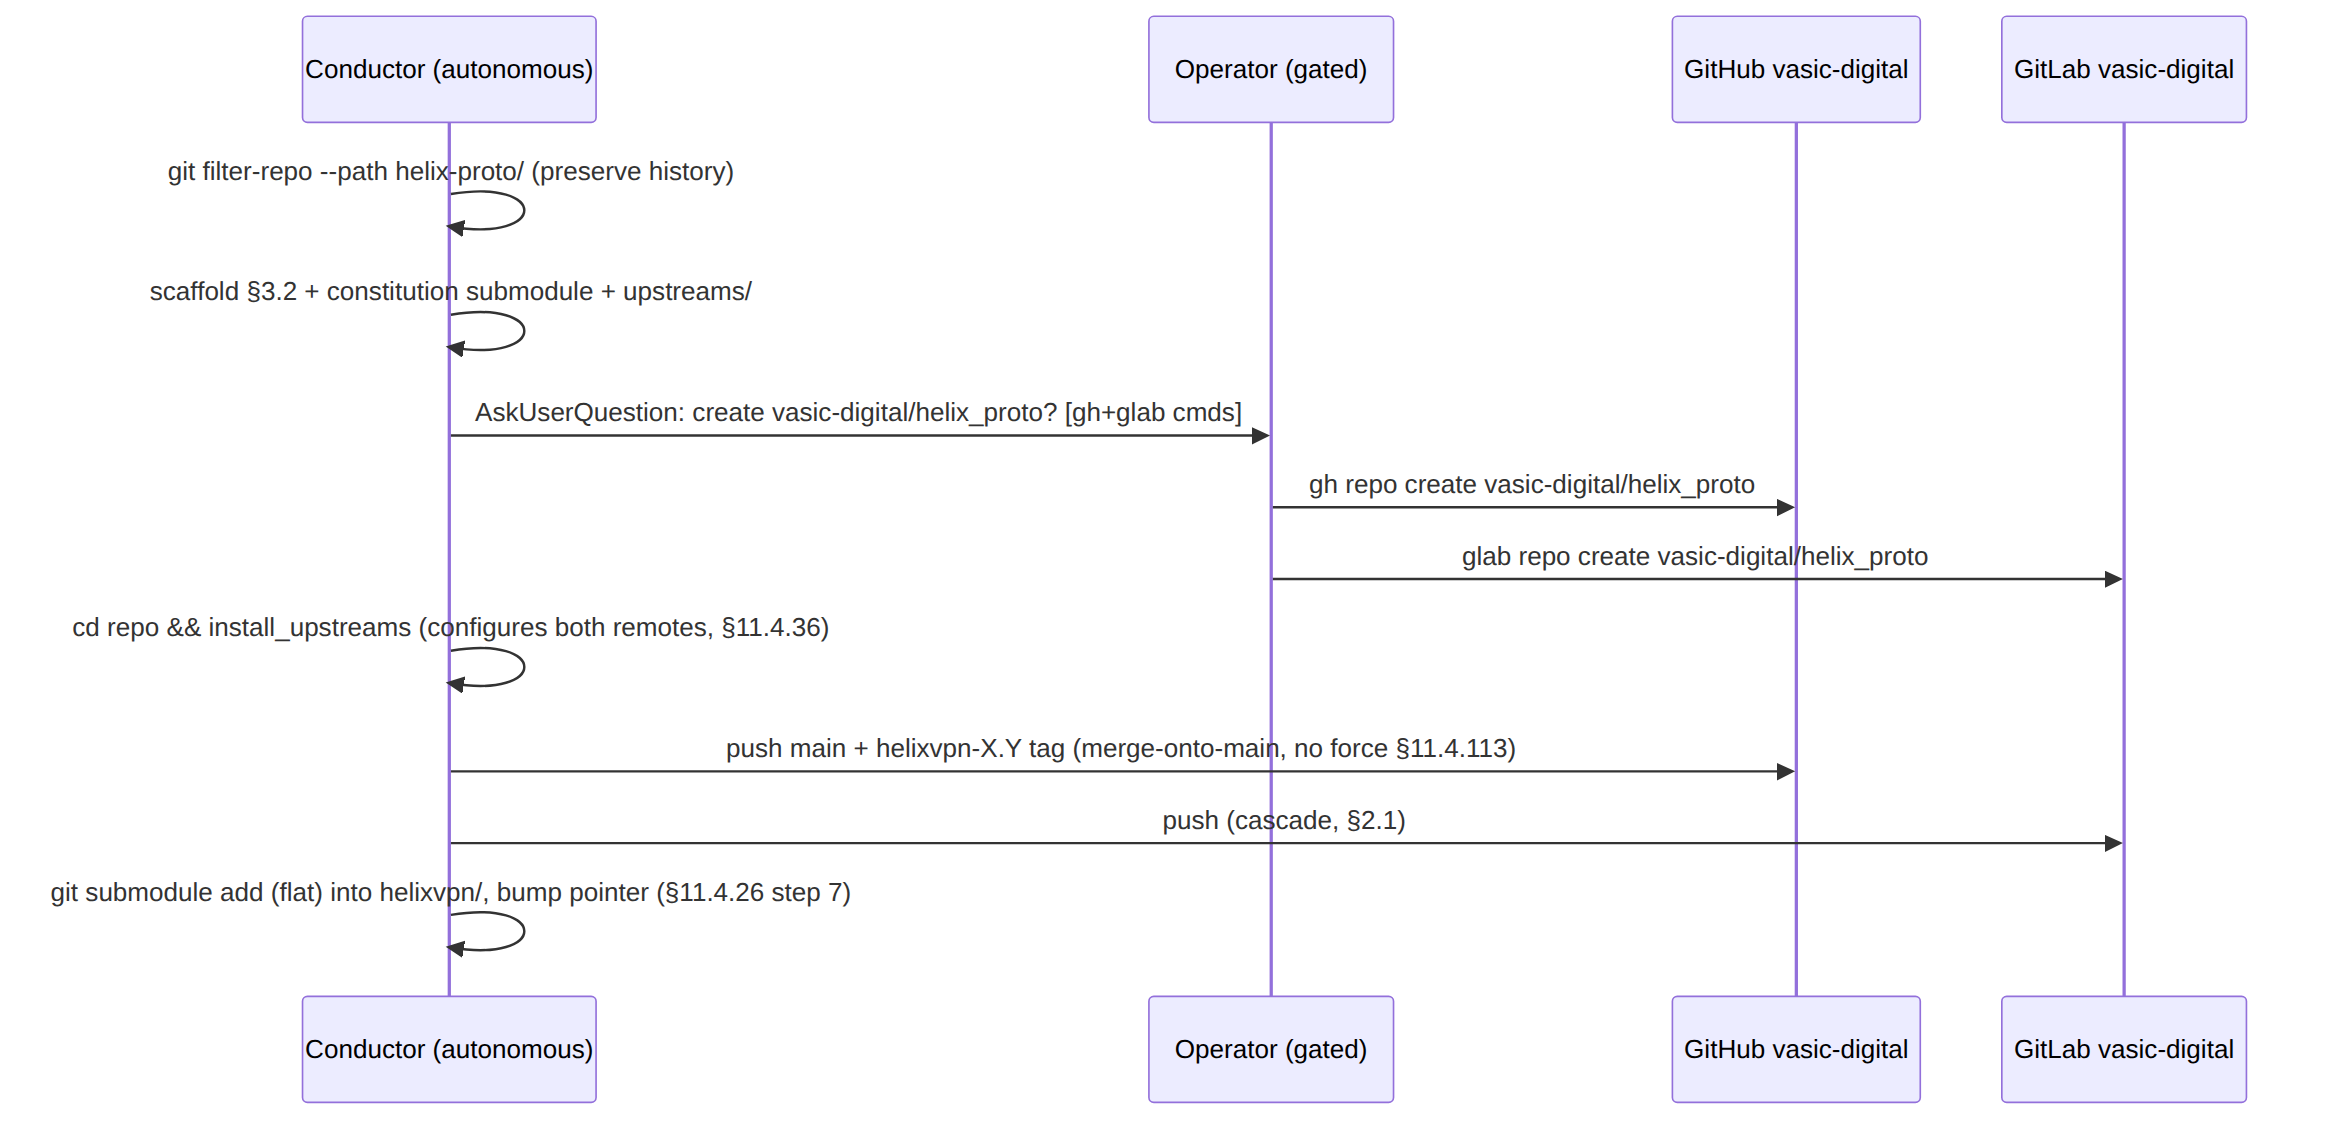 Conductor (autonomous)
Operator (gated)
GitHub vasic-digital
GitLab vasic-digital
git filter-repo --path helix-proto/ (preserve history)
scaffold §3.2 + constitution submodule + upstreams/
AskUserQuestion: create vasic-digital/helix_proto? [gh+glab cmds]
gh repo create vasic-digital/helix_proto
glab repo create vasic-digital/helix_proto
cd repo && install_upstreams (configures both remotes, §11.4.36)
push main + helixvpn-X.Y tag (merge-onto-main, no force §11.4.113)
push (cascade, §2.1)
git submodule add (flat) into helixvpn/, bump pointer (§11.4.26 step 7)
Conductor (autonomous)
Operator (gated)
GitHub vasic-digital
GitLab vasic-digital